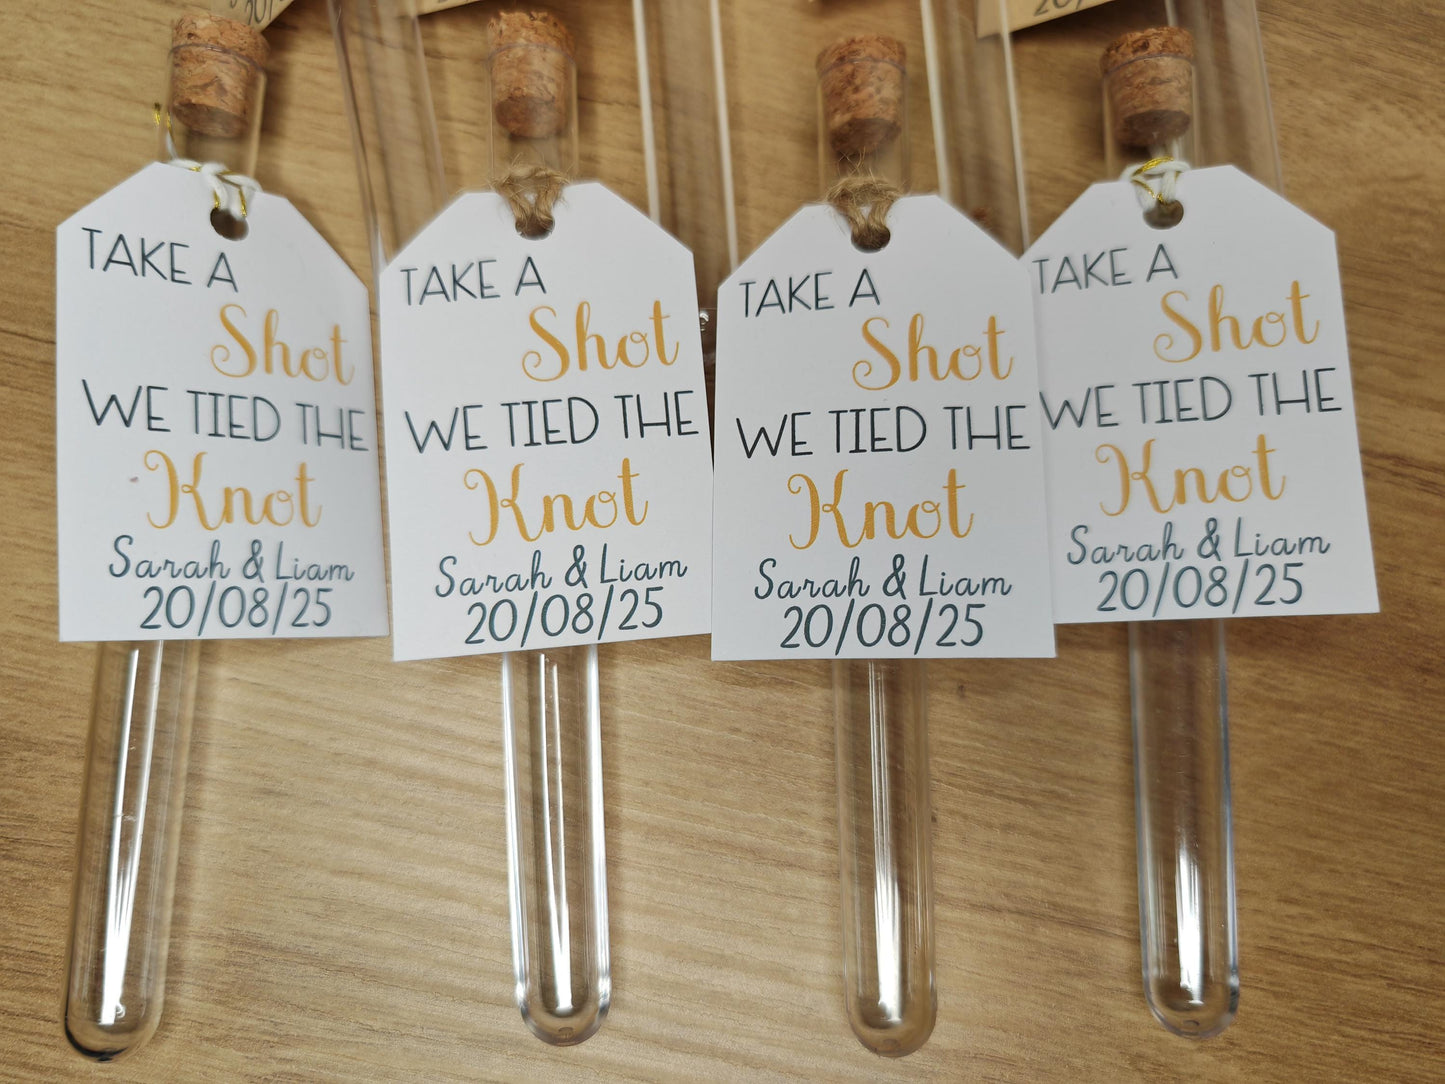 TAKE A
Shot
WE TIED THE
Knot
Sarah & Liam
20/08/25
TAKE A
Shot
WE TIED THE
Knot
Sarah & Liam
20/08/25
TAKE A
Shot
WE TIED THE
Knot
Sarah & Liam
20/08/25
TAKE A
Shot
WE TIED THE
Knot
Sarah & Liam
20/08/25